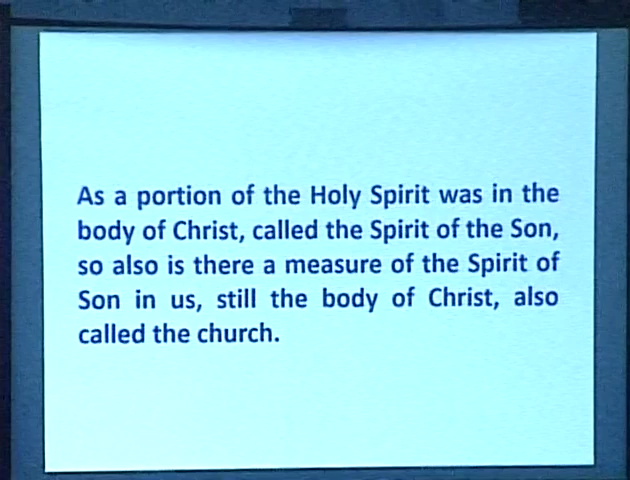 As a portion of the Holy Spirit was in the
body of Christ, called the Spirit of the Son,
so also is there a measure of the Spirit of
Son in us, still the body of Christ, also
called the church.